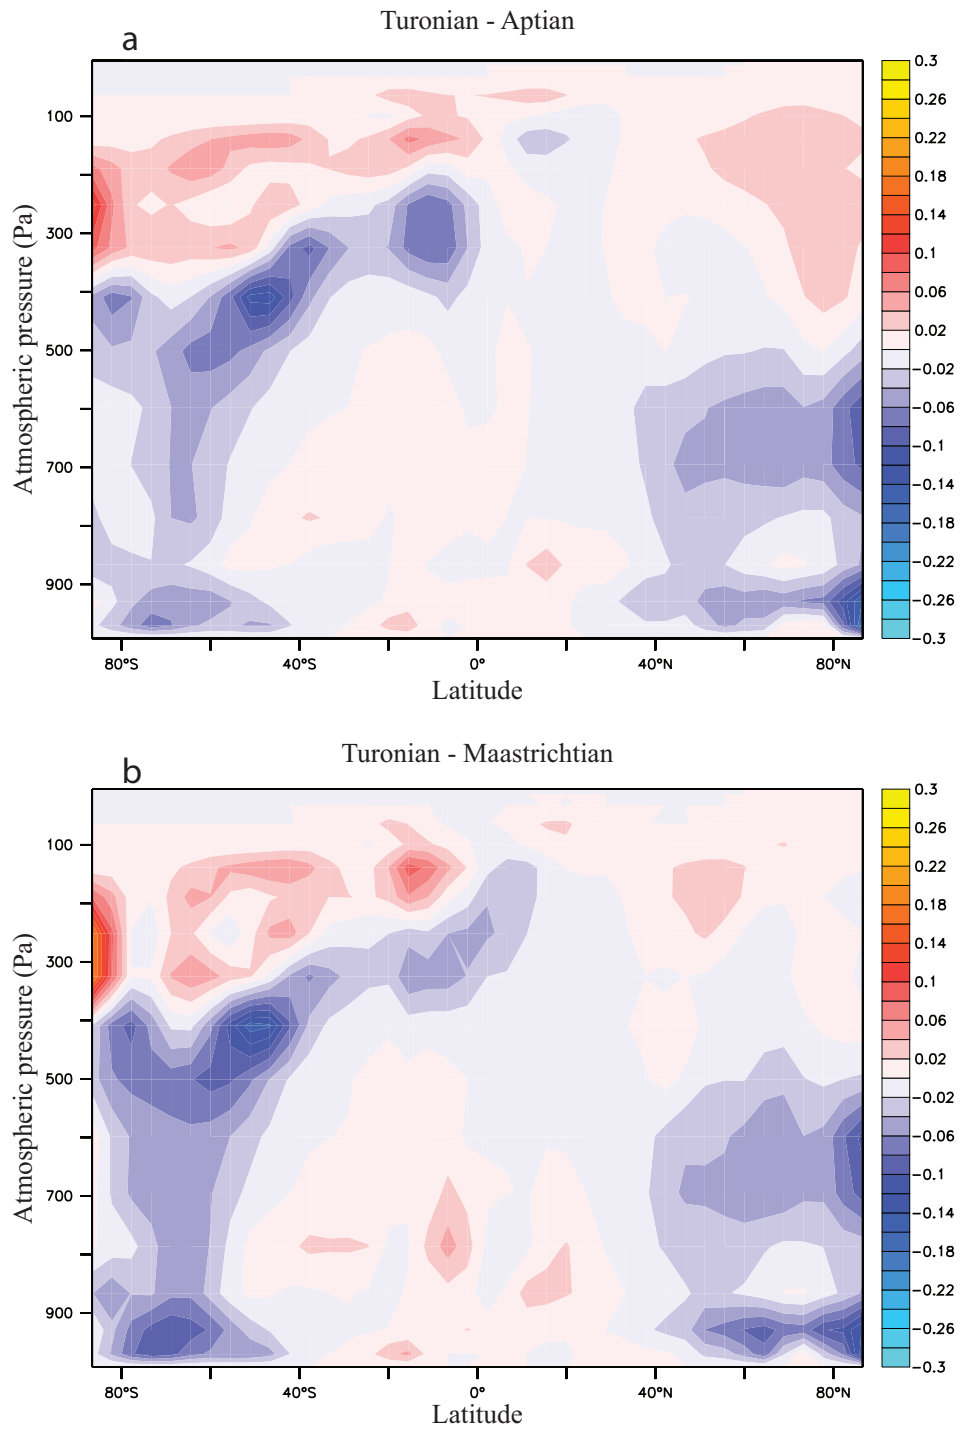 Turonian - Aptian
a
Atmospheric pressure (Pa)
100
300
500
700
900
80°S
40°S
0°
40°N
80°N
Latitude
0.3
0.26
0.22
0.18
0.14
0.1
0.06
0.02
-0.02
-0.06
-0.1
-0.14
-0.18
-0.22
-0.26
-0.3
Turonian - Maastrichtian
b
Atmospheric pressure (Pa)
100
300
500
700
900
80°S
40°S
0°
40°N
80°N
Latitude
0.3
0.26
0.22
0.18
0.14
0.1
0.06
0.02
-0.02
-0.06
-0.1
-0.14
-0.18
-0.22
-0.26
-0.3